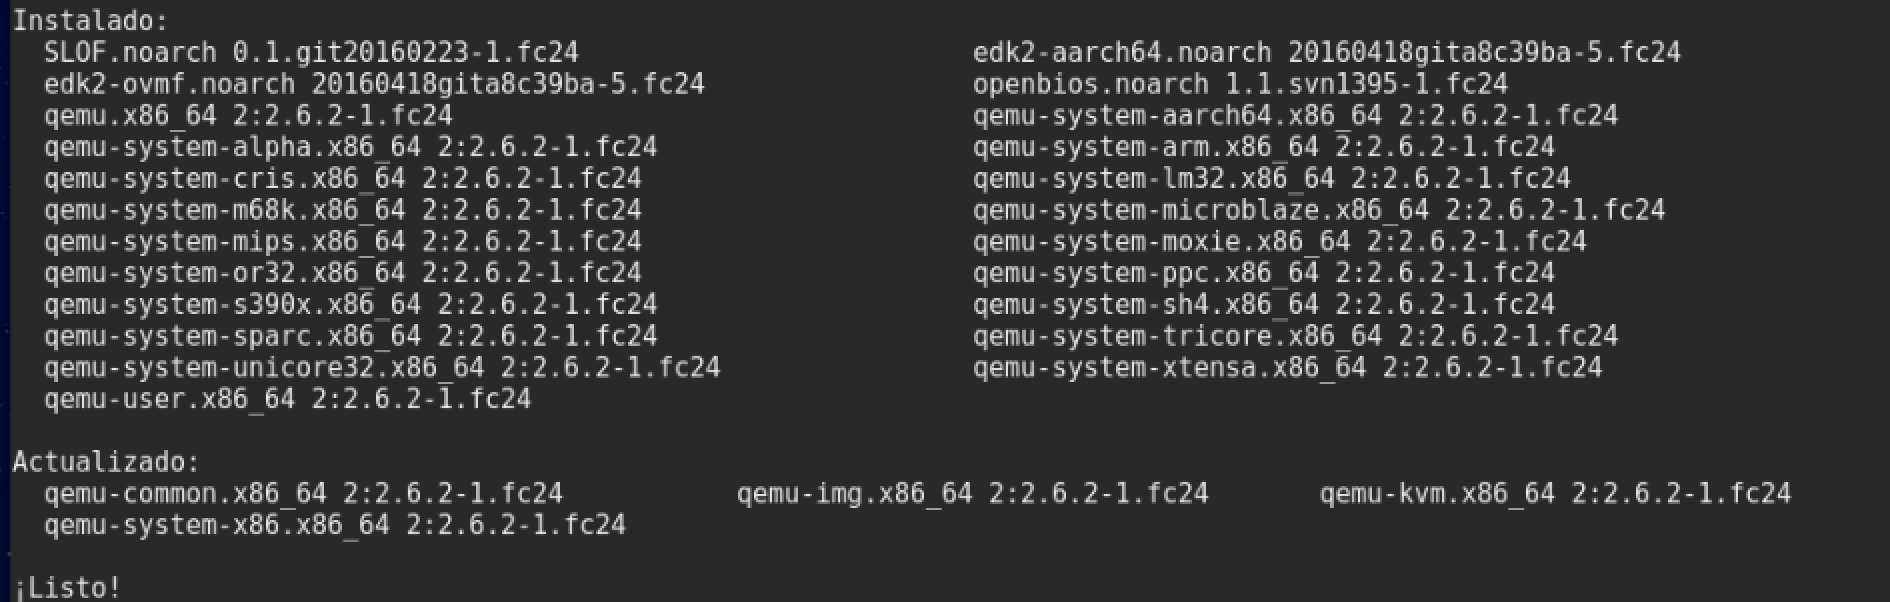 Instalado:
SLOF.noarch 0.1.git20160223-1.fc24 edk2-aarch64.noarch 20160418gita8c39ba-5.fc24
edk2-ovmf.noarch 20160418gita8c39ba-5.fc24 openbios.noarch 1.1.svn1395-1.fc24
qemu.x86_64 2:2.6.2-1.fc24 qemu-system-aarch64.x86_64 2:2.6.2-1.fc24
qemu-system-alpha.x86_64 2:2.6.2-1.fc24 qemu-system-arm.x86_64 2:2.6.2-1.fc24
qemu-system-cris.x86_64 2:2.6.2-1.fc24 qemu-system-lm32.x86_64 2:2.6.2-1.fc24
qemu-system-m68k.x86_64 2:2.6.2-1.fc24 qemu-system-microblaze.x86_64 2:2.6.2-1.fc24
qemu-system-mips.x86_64 2:2.6.2-1.fc24 qemu-system-moxie.x86_64 2:2.6.2-1.fc24
qemu-system-or32.x86_64 2:2.6.2-1.fc24 qemu-system-ppc.x86_64 2:2.6.2-1.fc24
qemu-system-s390x.x86_64 2:2.6.2-1.fc24 qemu-system-sh4.x86_64 2:2.6.2-1.fc24
qemu-system-sparc.x86_64 2:2.6.2-1.fc24 qemu-system-tricore.x86_64 2:2.6.2-1.fc24
qemu-system-unicore32.x86_64 2:2.6.2-1.fc24 qemu-system-xtensa.x86_64 2:2.6.2-1.fc24
qemu-user.x86_64 2:2.6.2-1.fc24
Actualizado:
qemu-common.x86_64 2:2.6.2-1.fc24 qemu-img.x86_64 2:2.6.2-1.fc24 qemu-kvm.x86_64 2:2.6.2-1.fc24
qemu-system-x86.x86_64 2:2.6.2-1.fc24
¡Listo!